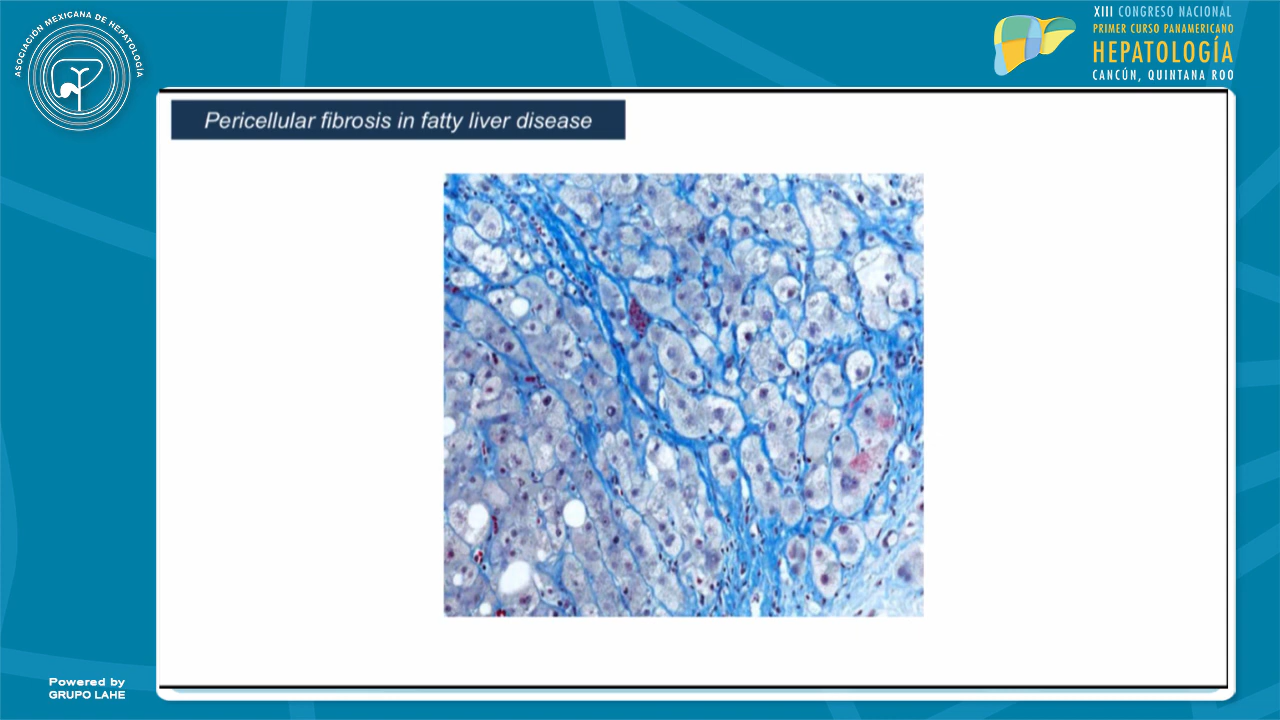 ASOCIACIÓN MEXICANA DE HEPATOLOGÍA
XIII CONGRESO NACIONAL
PRIMER CURSO PANAMERICANO
HEPATOLOGÍA
CANCÚN, QUINTANA ROO
Pericellular fibrosis in fatty liver disease
Powered by
GRUPO LAHE